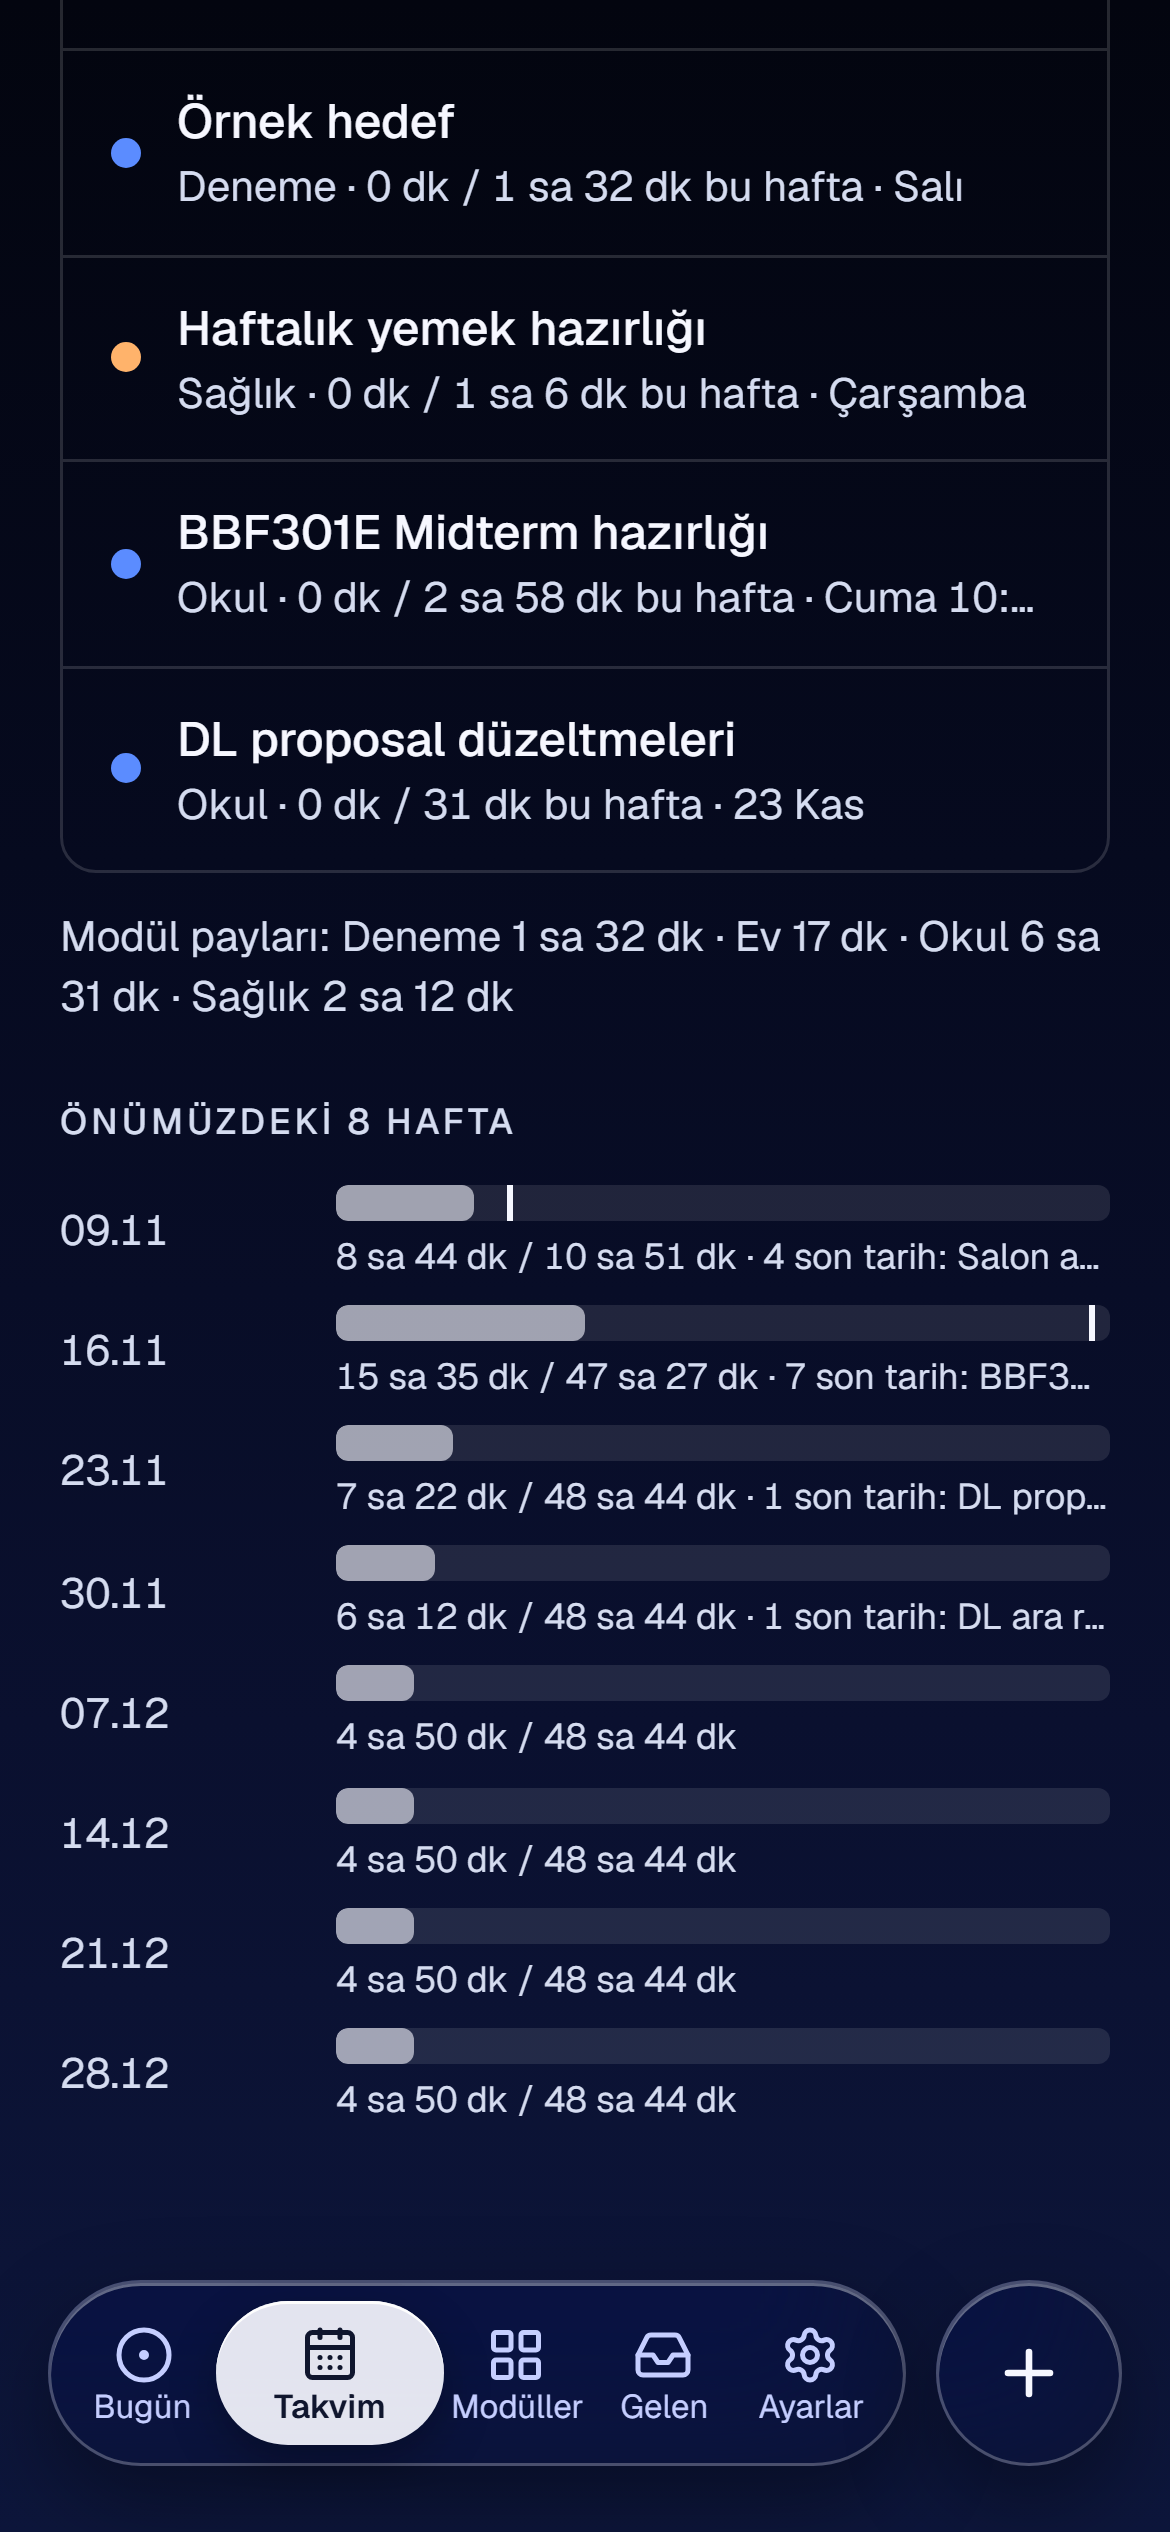 Örnek hedef
Deneme · 0 dk / 1 sa 32 dk bu hafta · Salı
Haftalık yemek hazırlığı
Sağlık · 0 dk / 1 sa 6 dk bu hafta · Çarşamba
BBF301E Midterm hazırlığı
Okul · 0 dk / 2 sa 58 dk bu hafta · Cuma 10:...
DL proposal düzeltmeleri
Okul · 0 dk / 31 dk bu hafta · 23 Kas
Modül payları: Deneme 1 sa 32 dk · Ev 17 dk · Okul 6 sa
31 dk · Sağlık 2 sa 12 dk
ÖNÜMÜZDEKİ 8 HAFTA
09.11
8 sa 44 dk / 10 sa 51 dk · 4 son tarih: Salon a...
16.11
15 sa 35 dk / 47 sa 27 dk · 7 son tarih: BBF3...
23.11
7 sa 22 dk / 48 sa 44 dk · 1 son tarih: DL prop...
30.11
6 sa 12 dk / 48 sa 44 dk · 1 son tarih: DL ara r...
07.12
4 sa 50 dk / 48 sa 44 dk
14.12
4 sa 50 dk / 48 sa 44 dk
21.12
4 sa 50 dk / 48 sa 44 dk
28.12
4 sa 50 dk / 48 sa 44 dk
Bugün
Takvim
Modüller
Gelen
Ayarlar